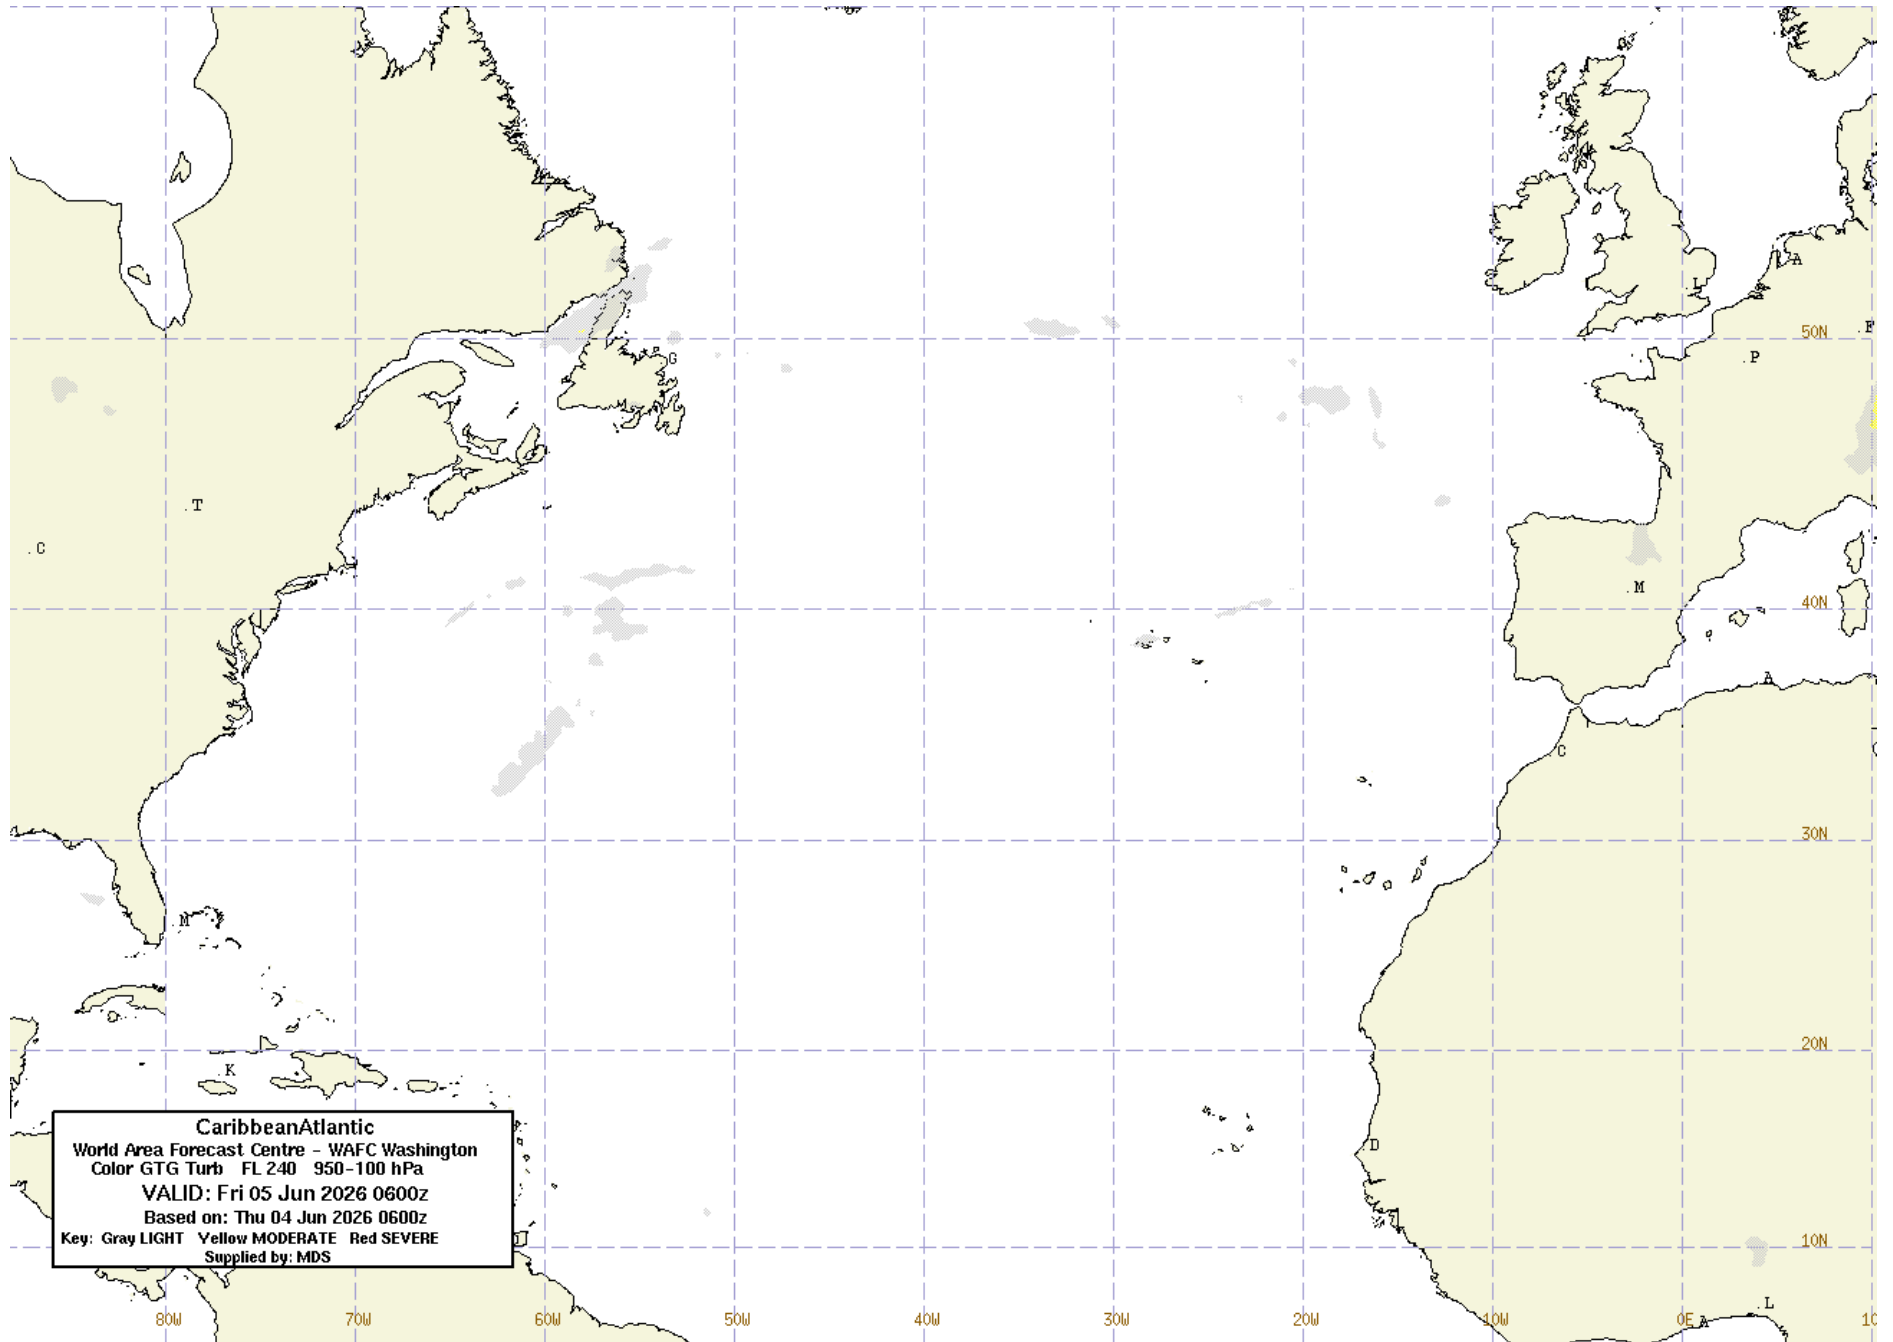 A
L
50N
F
P
G
T
C
M
40N
A
C
30N
M
20N
K
D
CaribbeanAtlantic
World Area Forecast Centre - WAFC Washington
Color GTG Turb FL 240 950-100 hPa
VALID: Fri 05 Jun 2026 0600z
Based on: Thu 04 Jun 2026 0600z
Key: Gray LIGHT Yellow MODERATE Red SEVERE
Supplied by: MDS
10N
L
80W
70W
60W
50W
40W
30W
20W
10W
0E
A